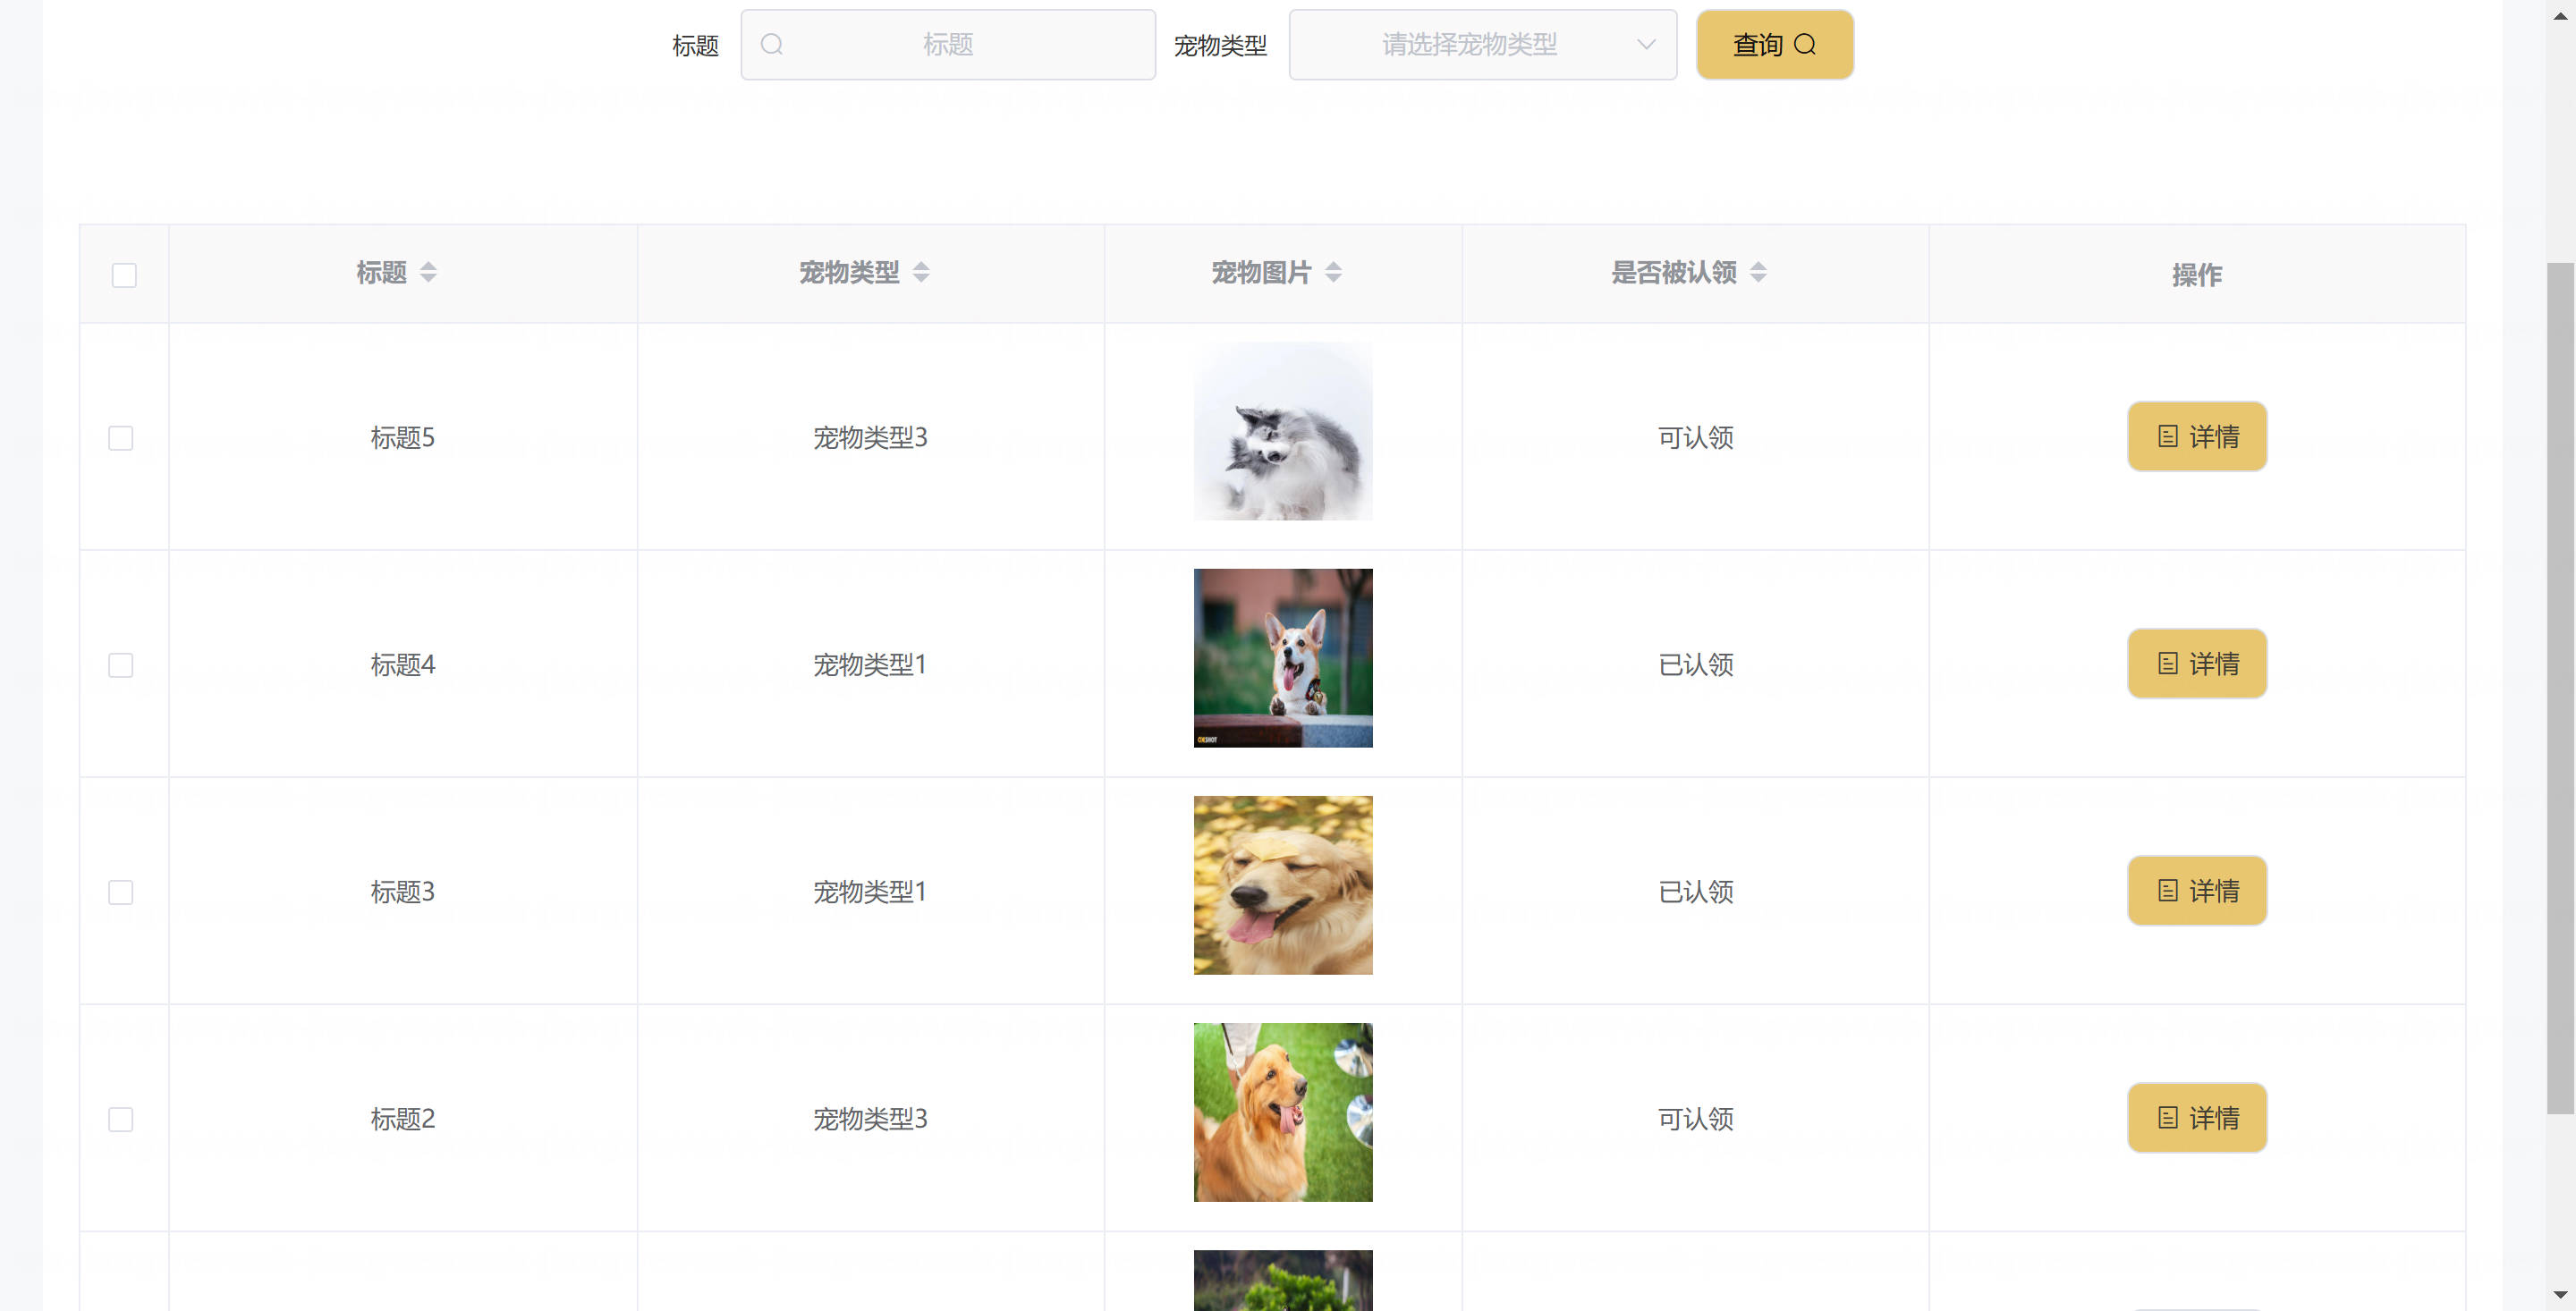 标题 标题 宠物类型 请选择宠物类型 查询
标题 宠物类型 宠物图片 是否被认领 操作
标题5 宠物类型3 可认领 详情
标题4 宠物类型1 已认领 详情
标题3 宠物类型1 已认领 详情
标题2 宠物类型3 可认领 详情